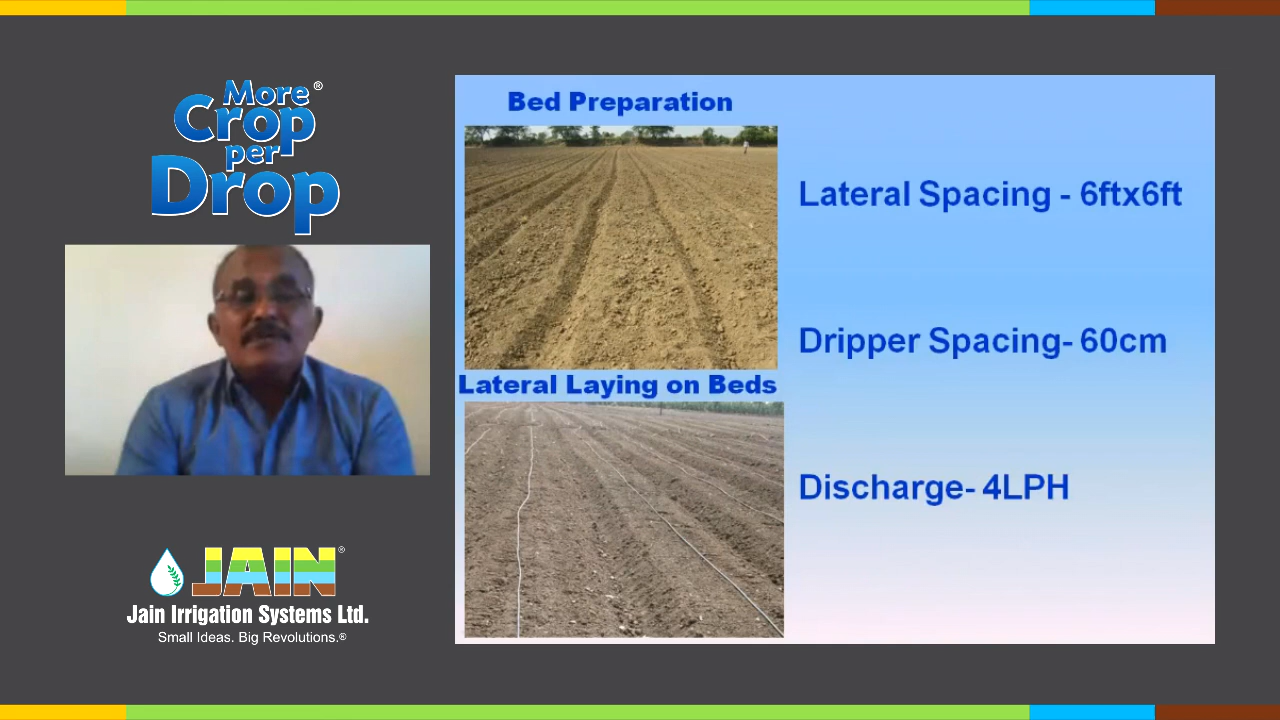 More®
Crop
per
Drop
JAIN®
Jain Irrigation Systems Ltd.
Small Ideas. Big Revolutions.®
Bed Preparation
Lateral Laying on Beds
Lateral Spacing - 6ftx6ft
Dripper Spacing- 60cm
Discharge- 4LPH